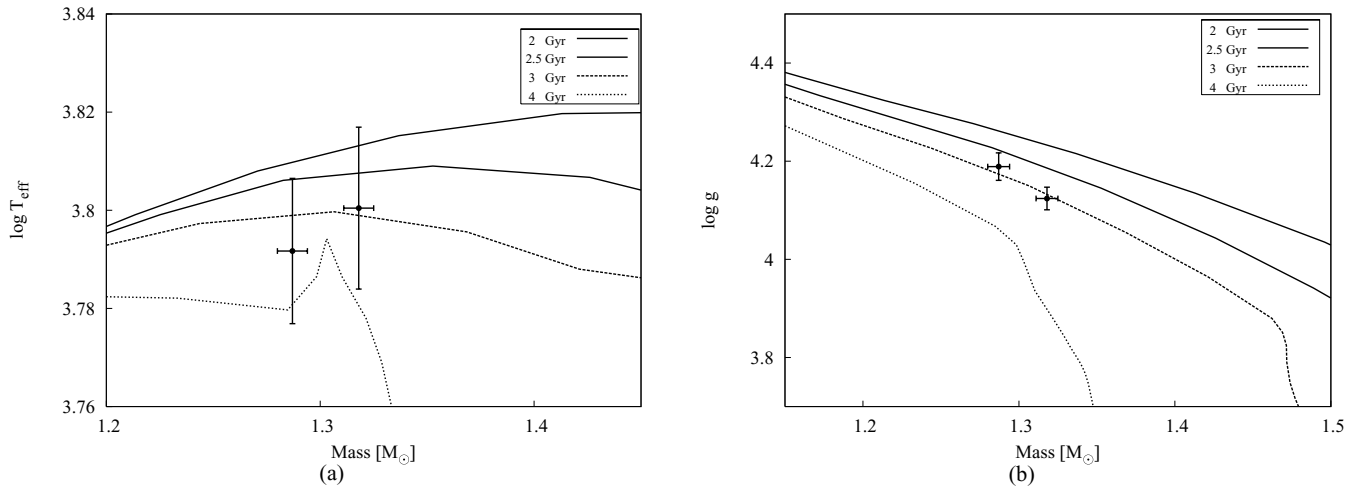 3.84
3.82
3.8
3.78
3.76
log T_eff
2 Gyr
2.5 Gyr
3 Gyr
4 Gyr
1.2 1.3 1.4
Mass [M_⊙]
(a)
4.4
4.2
4
3.8
log g
2 Gyr
2.5 Gyr
3 Gyr
4 Gyr
1.2 1.3 1.4 1.5
Mass [M_⊙]
(b)